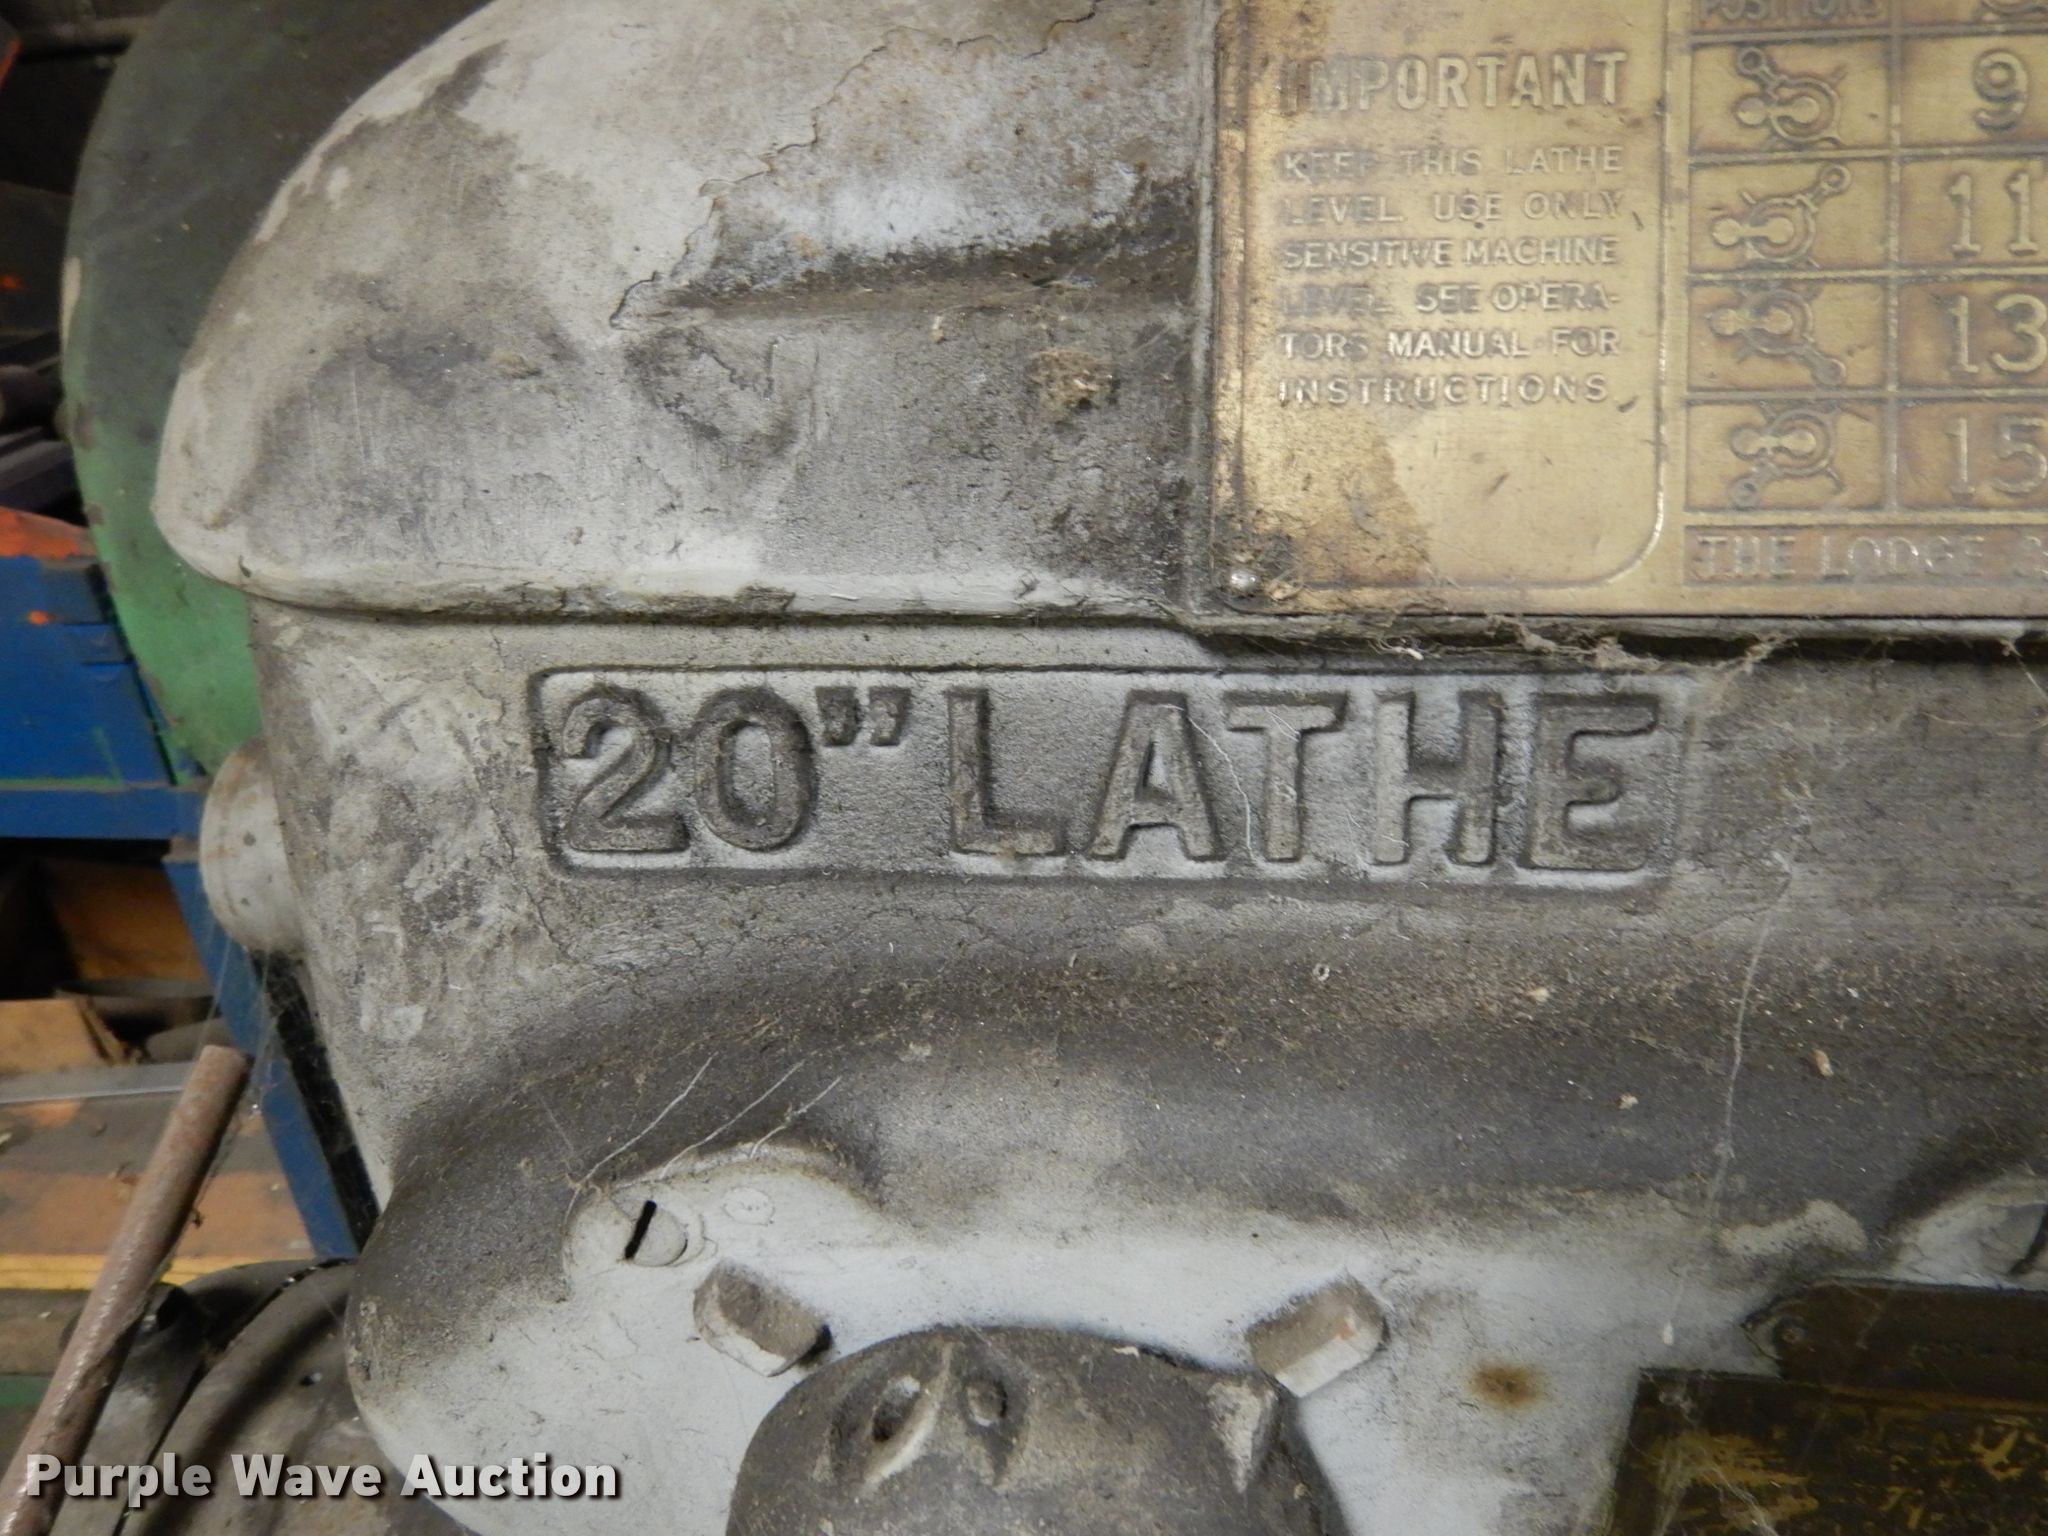 POSITIONS
IMPORTANT
KEEP THIS LATHE
LEVEL. USE ONLY
SENSITIVE MACHINE
LEVEL. SEE OPERA-
TORS MANUAL FOR
INSTRUCTIONS
9
11
13
15
THE LODGE &
20" LATHE
Purple Wave Auction